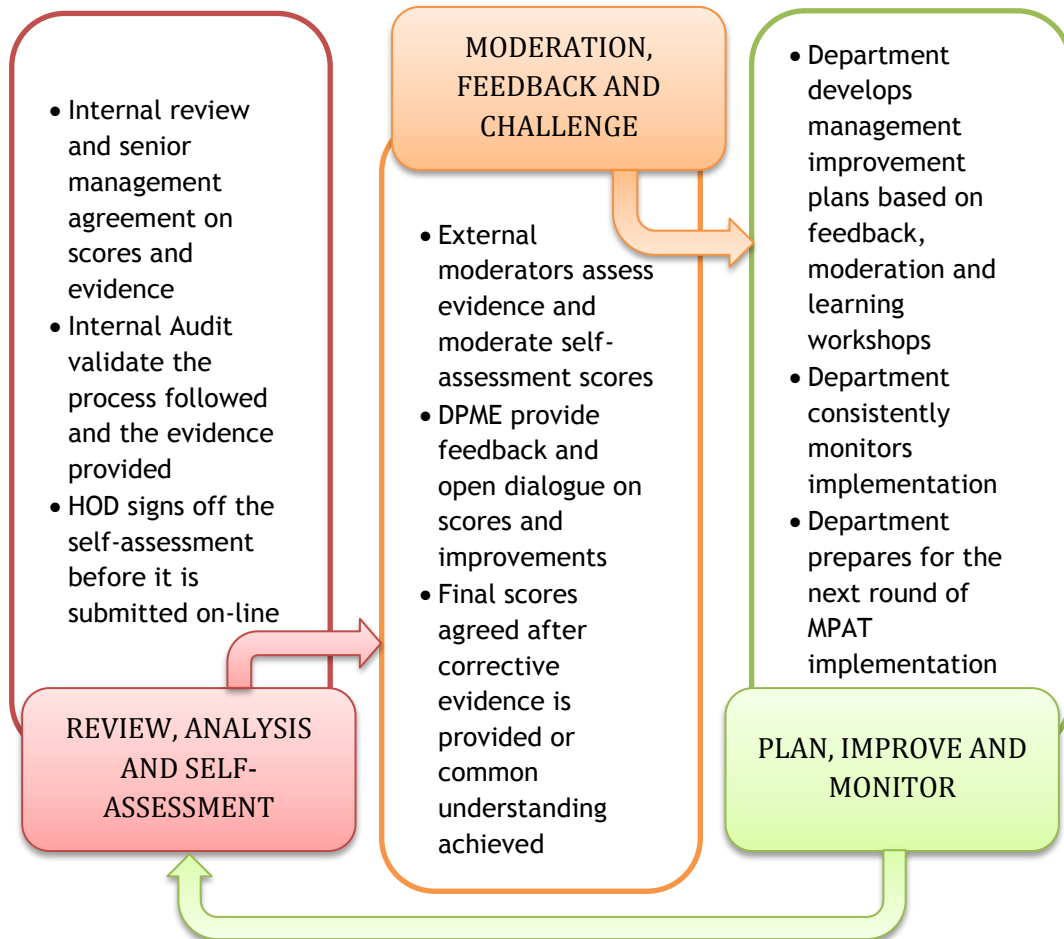 • Internal review
and senior
management
agreement on
scores and
evidence
• Internal Audit
validate the
process followed
and the evidence
provided
• HOD signs off the
self-assessment
before it is
submitted on-line
REVIEW, ANALYSIS
AND SELF-
ASSESSMENT
MODERATION,
FEEDBACK AND
CHALLENGE
• External
moderators assess
evidence and
moderate self-
assessment scores
• DPME provide
feedback and
open dialogue on
scores and
improvements
• Final scores
agreed after
corrective
evidence is
provided or
common
understanding
achieved
• Department
develops
management
improvement
plans based on
feedback,
moderation and
learning
workshops
• Department
consistently
monitors
implementation
• Department
prepares for the
next round of
MPAT
implementation
PLAN, IMPROVE AND
MONITOR